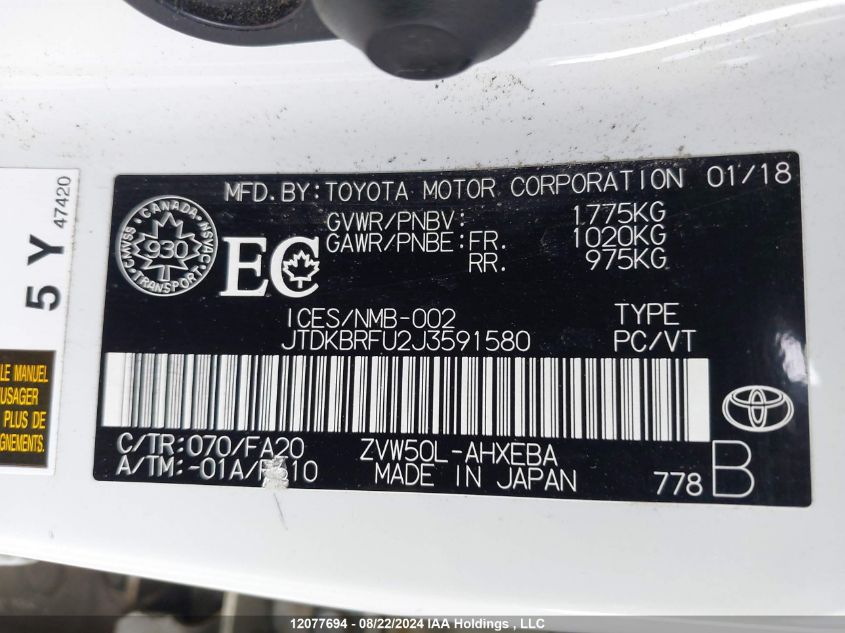 MFD.BY:TOYOTA MOTOR CORPORATION 01/18
GVWR/PNBV: 1775KG
GAWR/PNBE:FR. 1020KG
RR. 975KG
CANADA
CMVSS NSVAC
930
TRANSPORT
EC
ICES/NMB-002 TYPE
JTDKBRFU2J3591580 PC/VT
C/TR:070/FA20 ZVW50L-AHXEBA
A/TM:-01A/ 10 MADE IN JAPAN
778 B
5 Y
47420
LE MANUEL
USAGER
PLUS DE
GNEMENTS.
12077694 - 08/22/2024 IAA Holdings , LLC